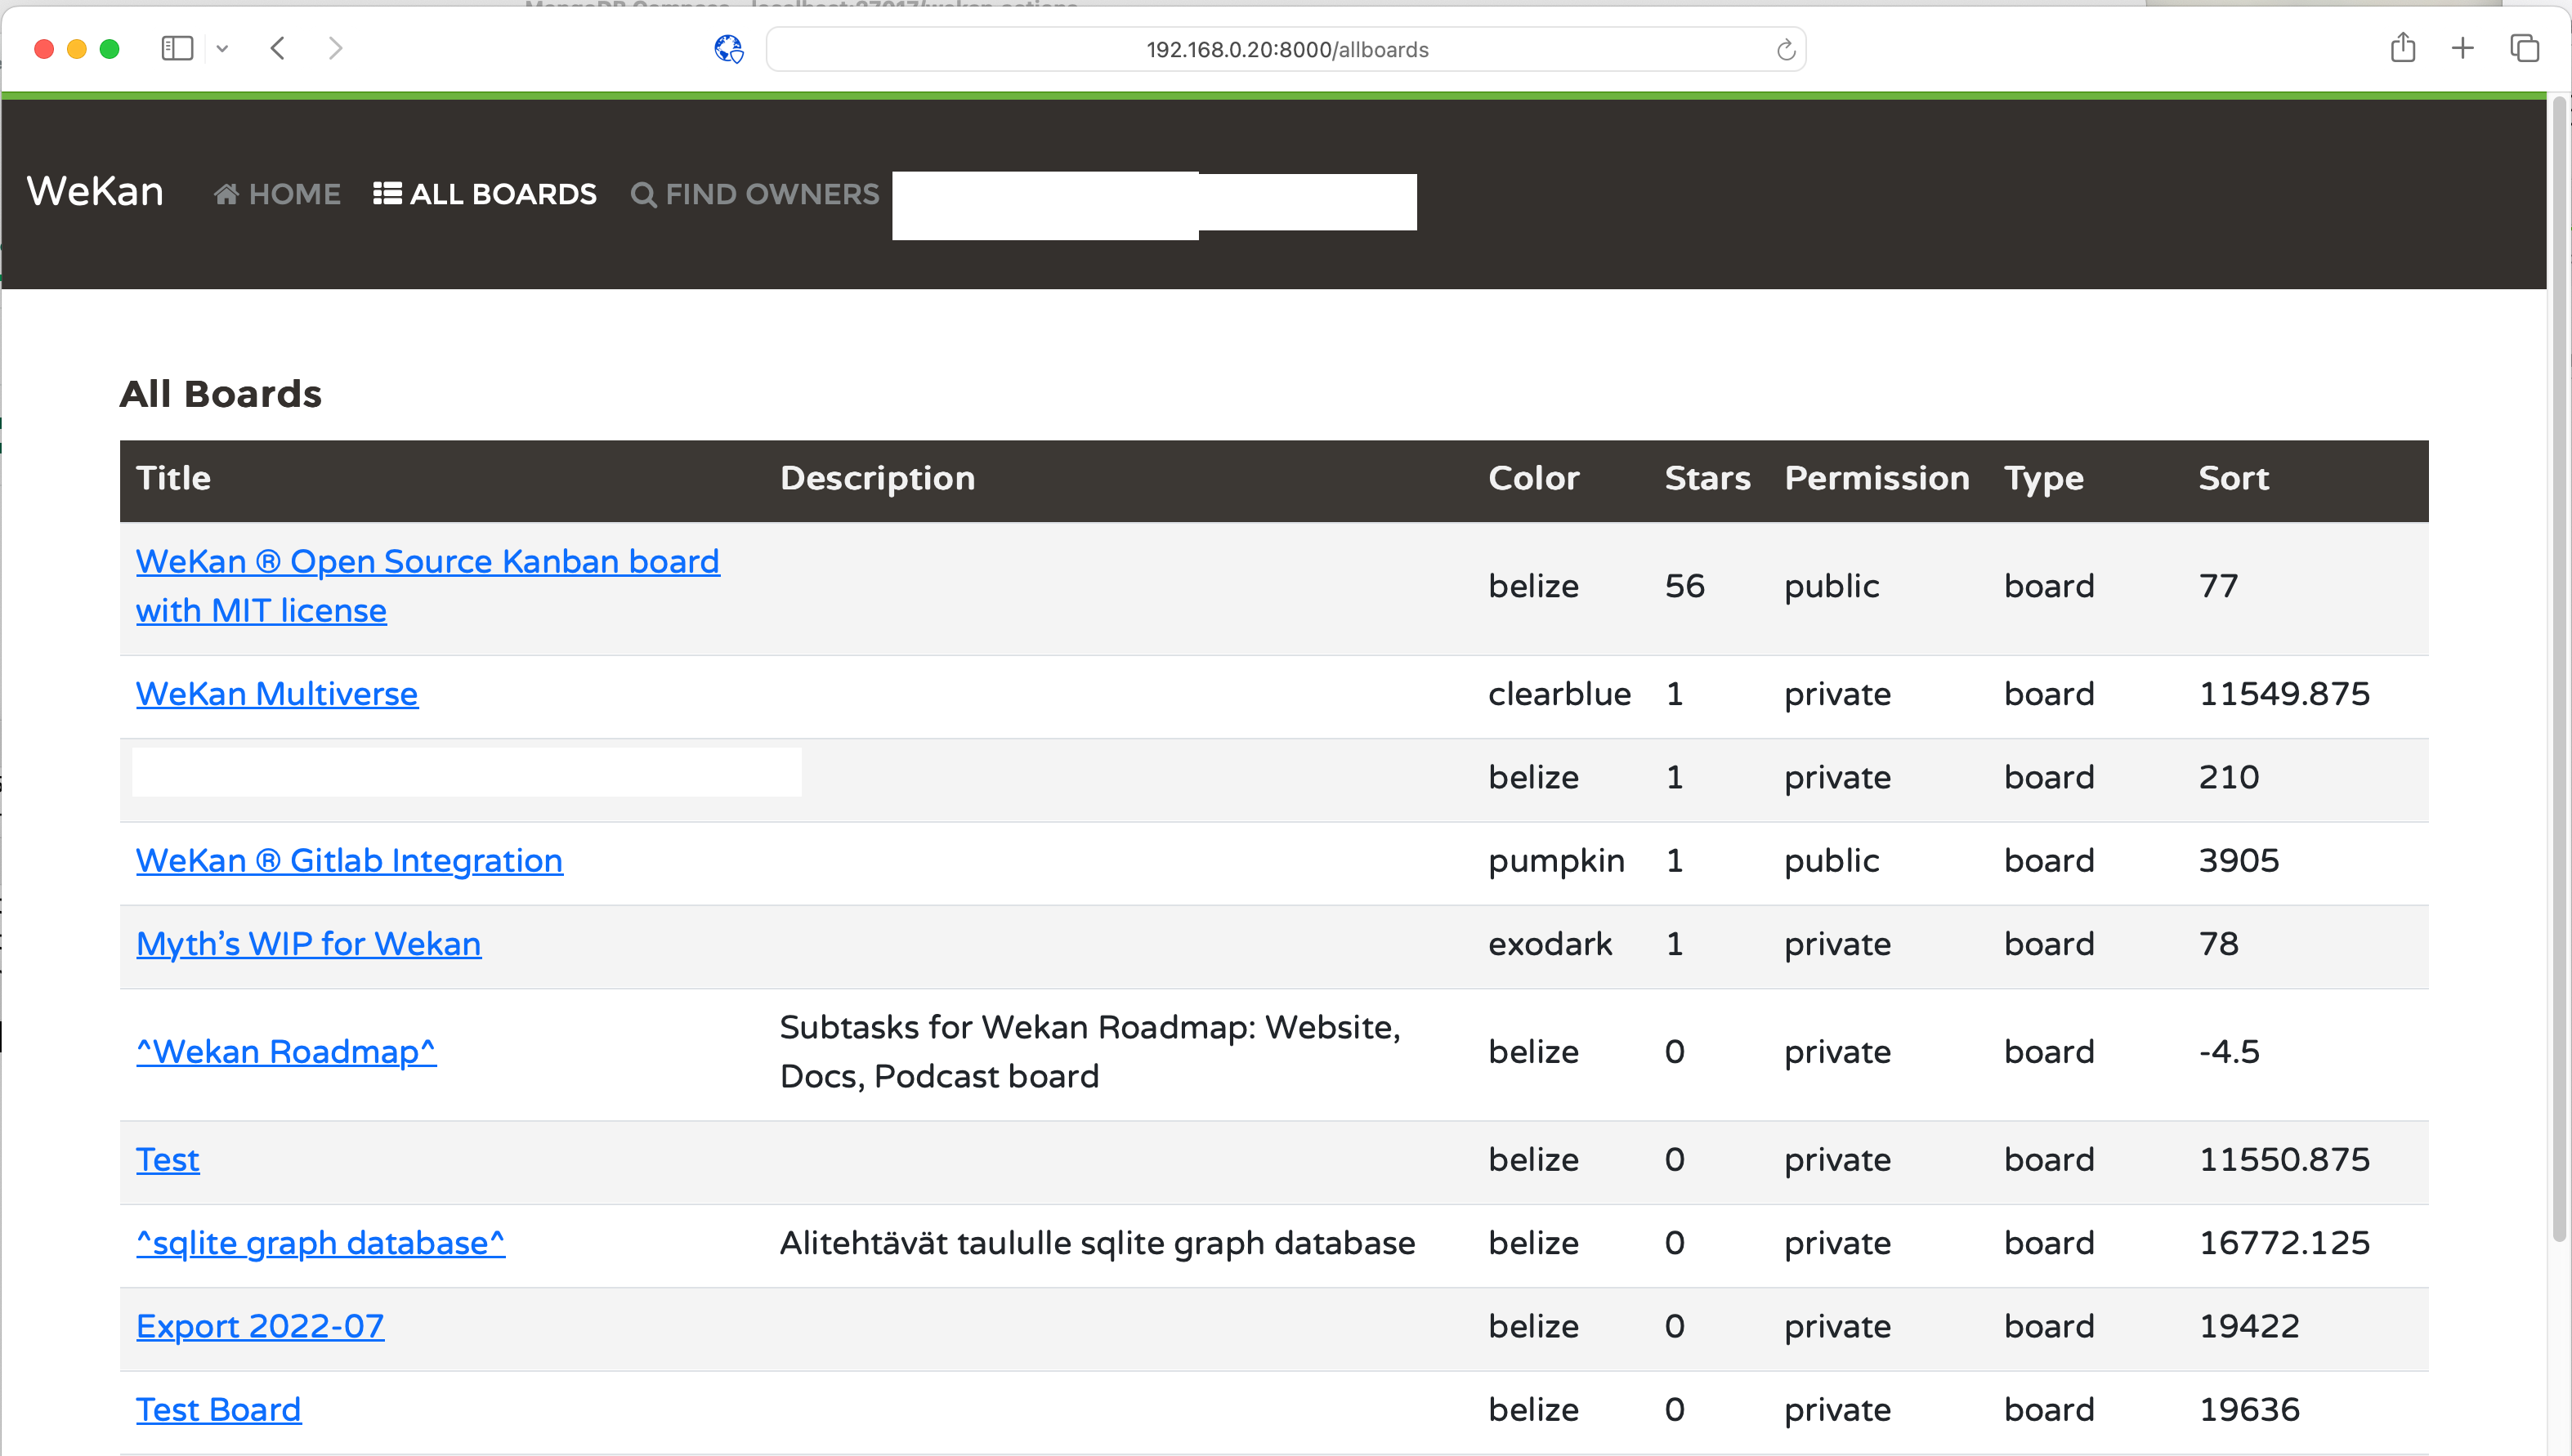 192.168.0.20:8000/allboards
WeKan HOME ALL BOARDS FIND OWNERS
All Boards
Title Description Color Stars Permission Type Sort
WeKan ® Open Source Kanban board
with MIT license
belize 56 public board 77
WeKan Multiverse clearblue 1 private board 11549.875
belize 1 private board 210
WeKan ® Gitlab Integration pumpkin 1 public board 3905
Myth’s WIP for Wekan exodark 1 private board 78
^Wekan Roadmap^
Subtasks for Wekan Roadmap: Website,
Docs, Podcast board
belize 0 private board -4.5
Test belize 0 private board 11550.875
^sqlite graph database^ Alitehtävät taululle sqlite graph database belize 0 private board 16772.125
Export 2022-07 belize 0 private board 19422
Test Board belize 0 private board 19636